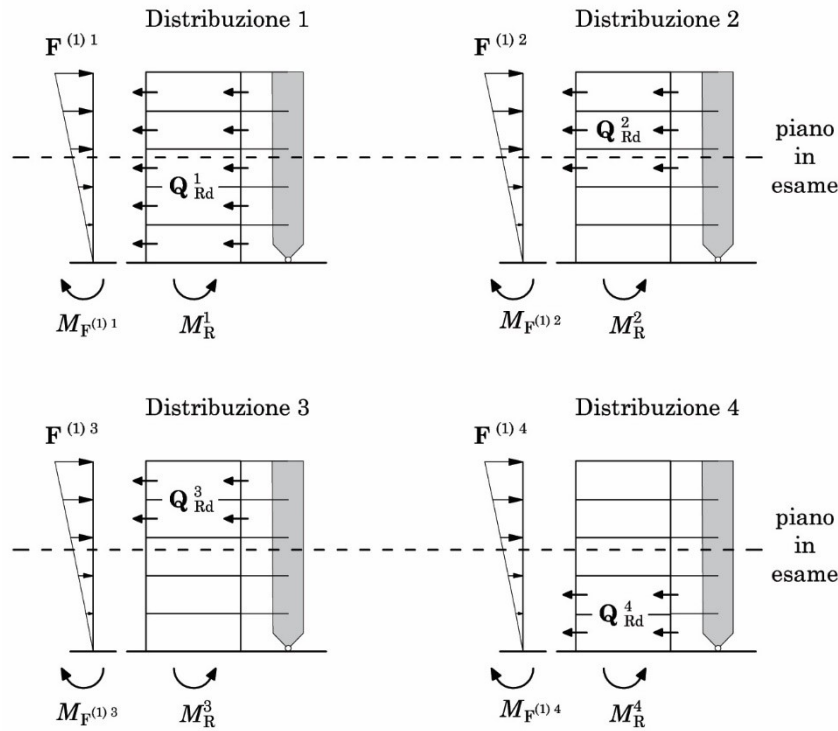 Distribuzione 1
Distribuzione 2
F (1) 1
F (1) 2
Q 1 Rd
Q 2 Rd
piano
in
esame
M F(1) 1
M 1 R
M F(1) 2
M 2 R
Distribuzione 3
Distribuzione 4
F (1) 3
F (1) 4
Q 3 Rd
Q 4 Rd
piano
in
esame
M F(1) 3
M 3 R
M F(1) 4
M 4 R